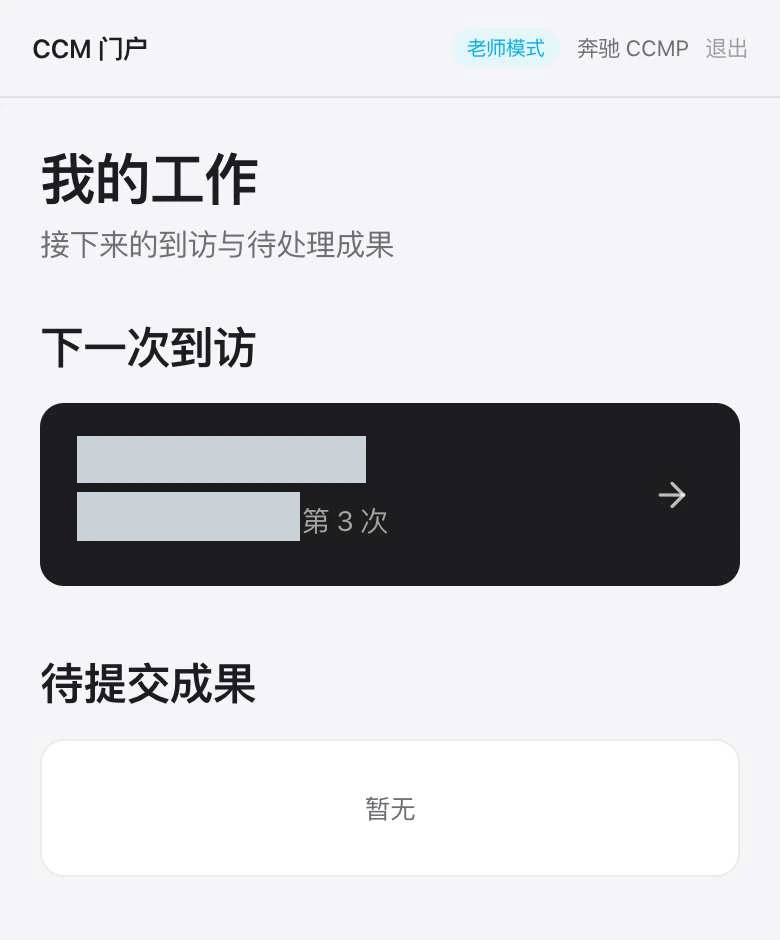 CCM 门户
老师模式 奔驰 CCMP 退出
我的工作
接下来的到访与待处理成果
下一次到访
第 3 次
待提交成果
暂无